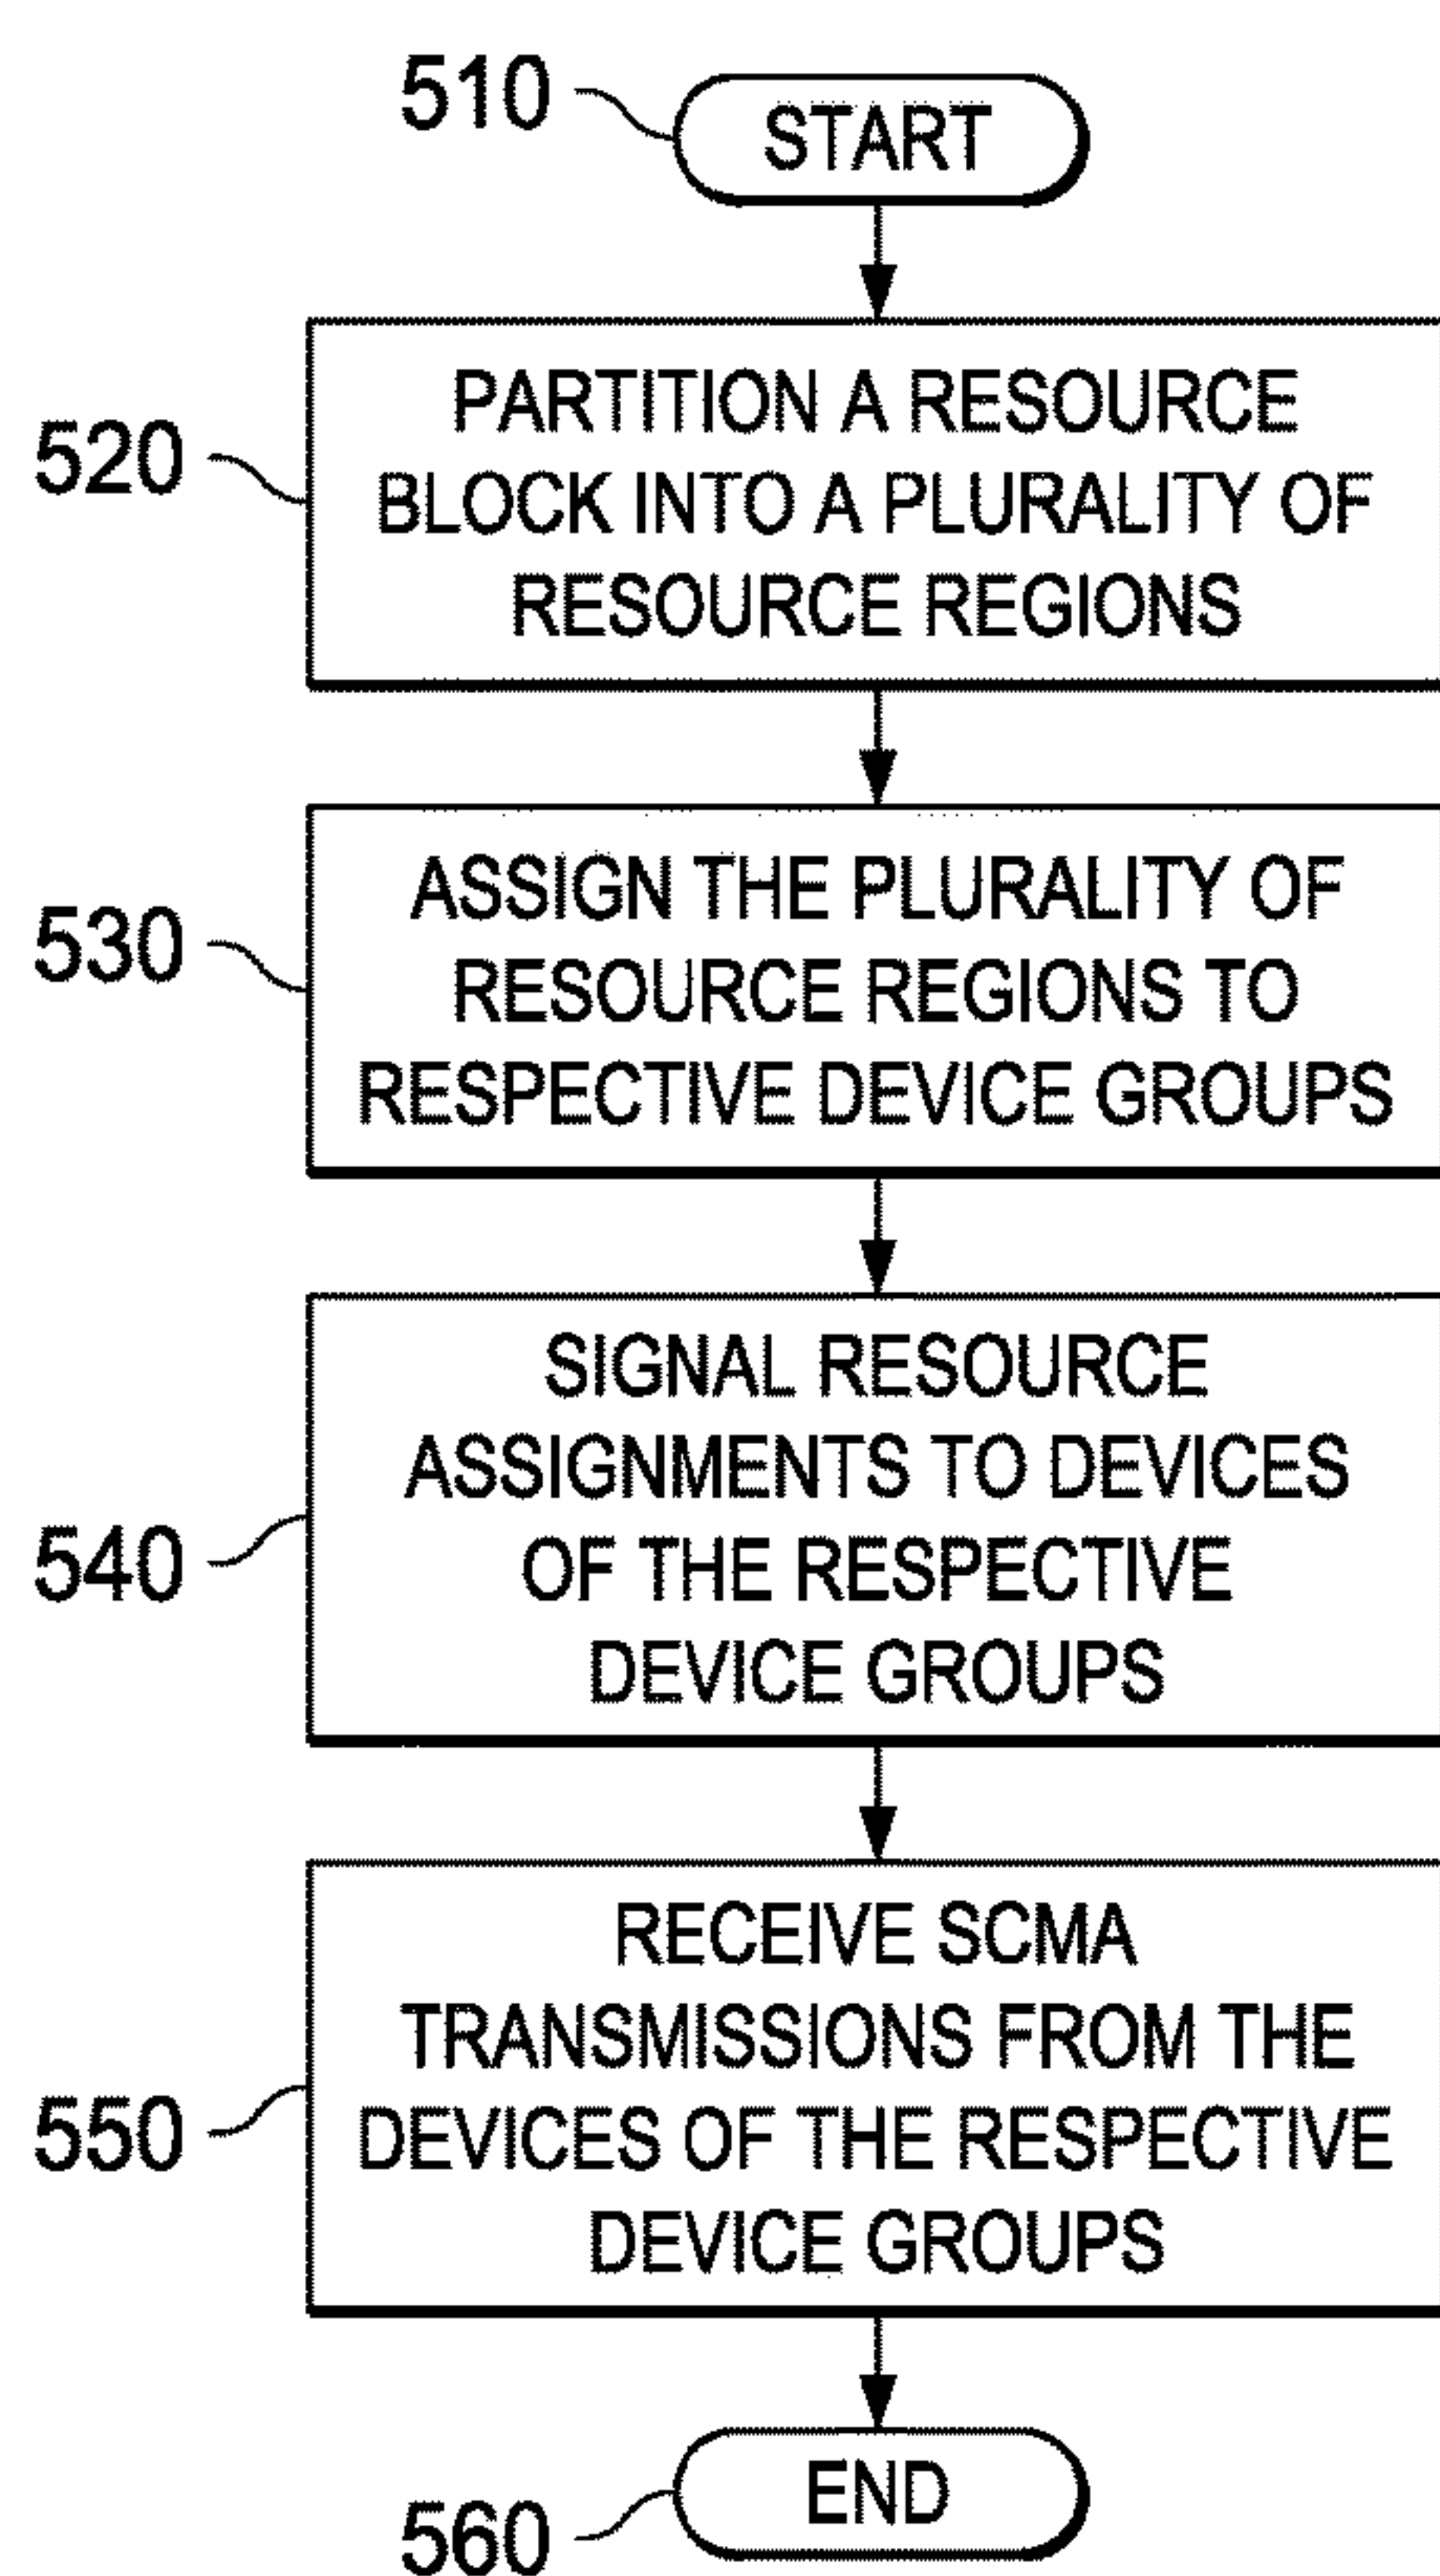 510
START
520
PARTITION A RESOURCE
BLOCK INTO A PLURALITY OF
RESOURCE REGIONS
530
ASSIGN THE PLURALITY OF
RESOURCE REGIONS TO
RESPECTIVE DEVICE GROUPS
540
SIGNAL RESOURCE
ASSIGNMENTS TO DEVICES
OF THE RESPECTIVE
DEVICE GROUPS
550
RECEIVE SCMA
TRANSMISSIONS FROM THE
DEVICES OF THE RESPECTIVE
DEVICE GROUPS
560
END